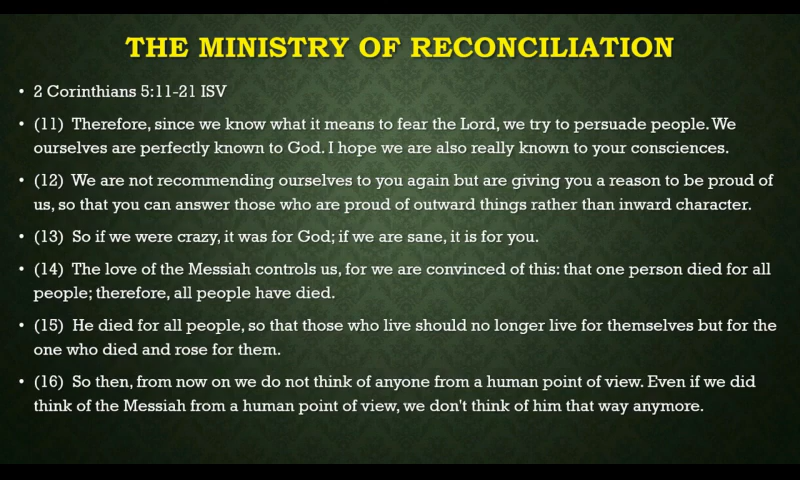 THE MINISTRY OF RECONCILIATION
• 2 Corinthians 5:11-21 ISV
• (11) Therefore, since we know what it means to fear the Lord, we try to persuade people. We
ourselves are perfectly known to God. I hope we are also really known to your consciences.
• (12) We are not recommending ourselves to you again but are giving you a reason to be proud of
us, so that you can answer those who are proud of outward things rather than inward character.
• (13) So if we were crazy, it was for God; if we are sane, it is for you.
• (14) The love of the Messiah controls us, for we are convinced of this: that one person died for all
people; therefore, all people have died.
• (15) He died for all people, so that those who live should no longer live for themselves but for the
one who died and rose for them.
• (16) So then, from now on we do not think of anyone from a human point of view. Even if we did
think of the Messiah from a human point of view, we don't think of him that way anymore.